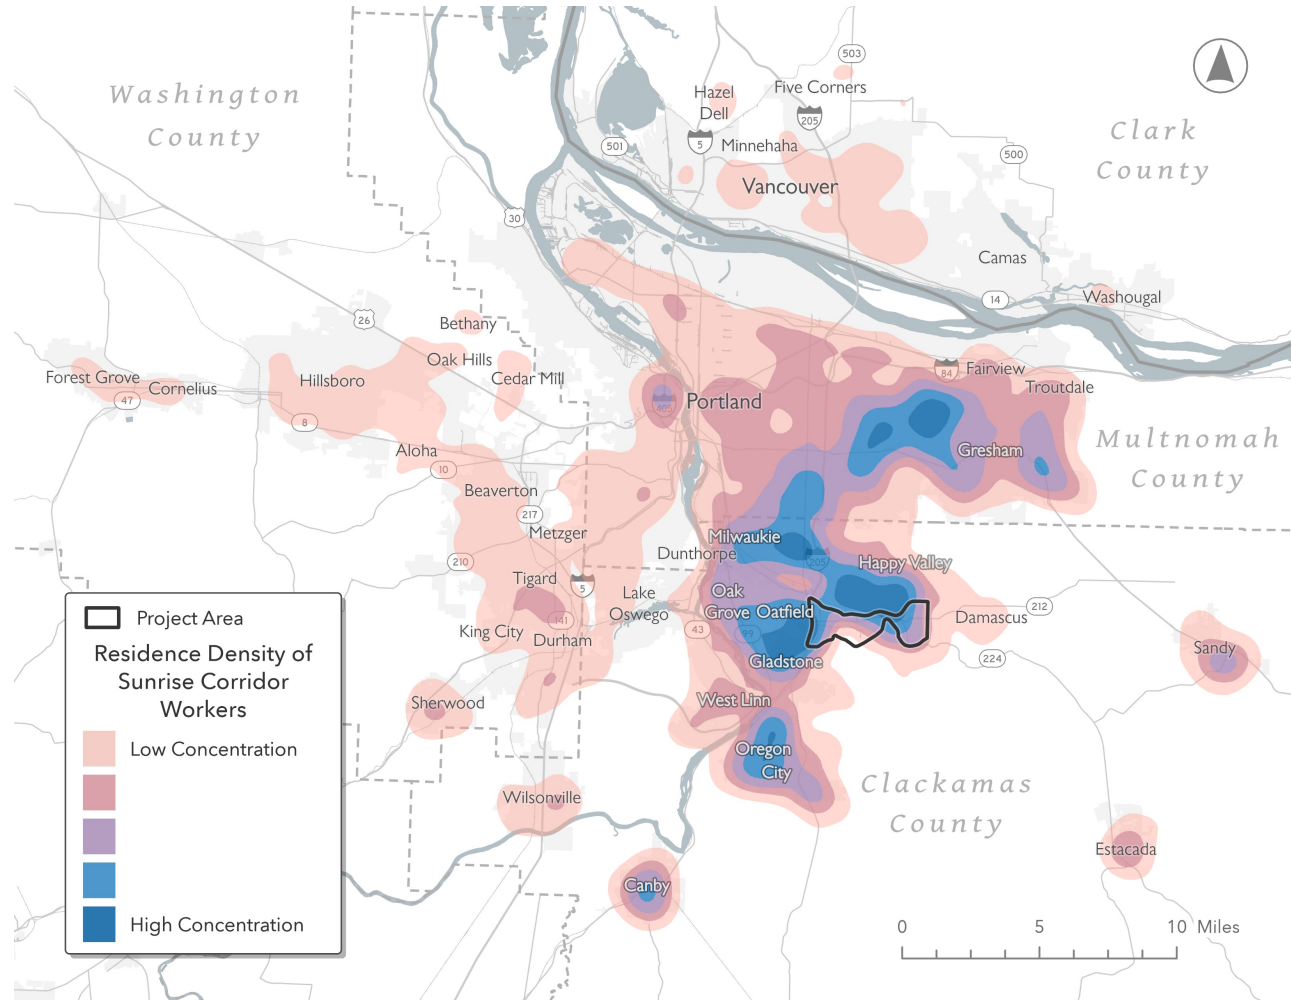 503
Washington
County
Hazel
Dell
Five Corners
205
5
501
Minnehaha
Clark
County
500
Vancouver
30
Camas
14
Washougal
26
Bethany
Oak Hills
Cedar Mill
Forest Grove
Cornelius
Hillsboro
47
8
84
Fairview
Troutdale
405
Portland
Aloha
10
Gresham
Multnomah
County
Beaverton
217
Metzger
Milwaukie
Dunthorpe
205
Happy Valley
210
Tigard
5
Lake
Oswego
Oak
Grove
Oatfield
141
King City
Durham
43
99
Gladstone
Damascus
212
224
Sandy
Sherwood
West Linn
Oregon
City
Clackamas
County
Wilsonville
Canby
Estacada
Project Area
Residence Density of
Sunrise Corridor
Workers
Low Concentration
High Concentration
0 5 10 Miles